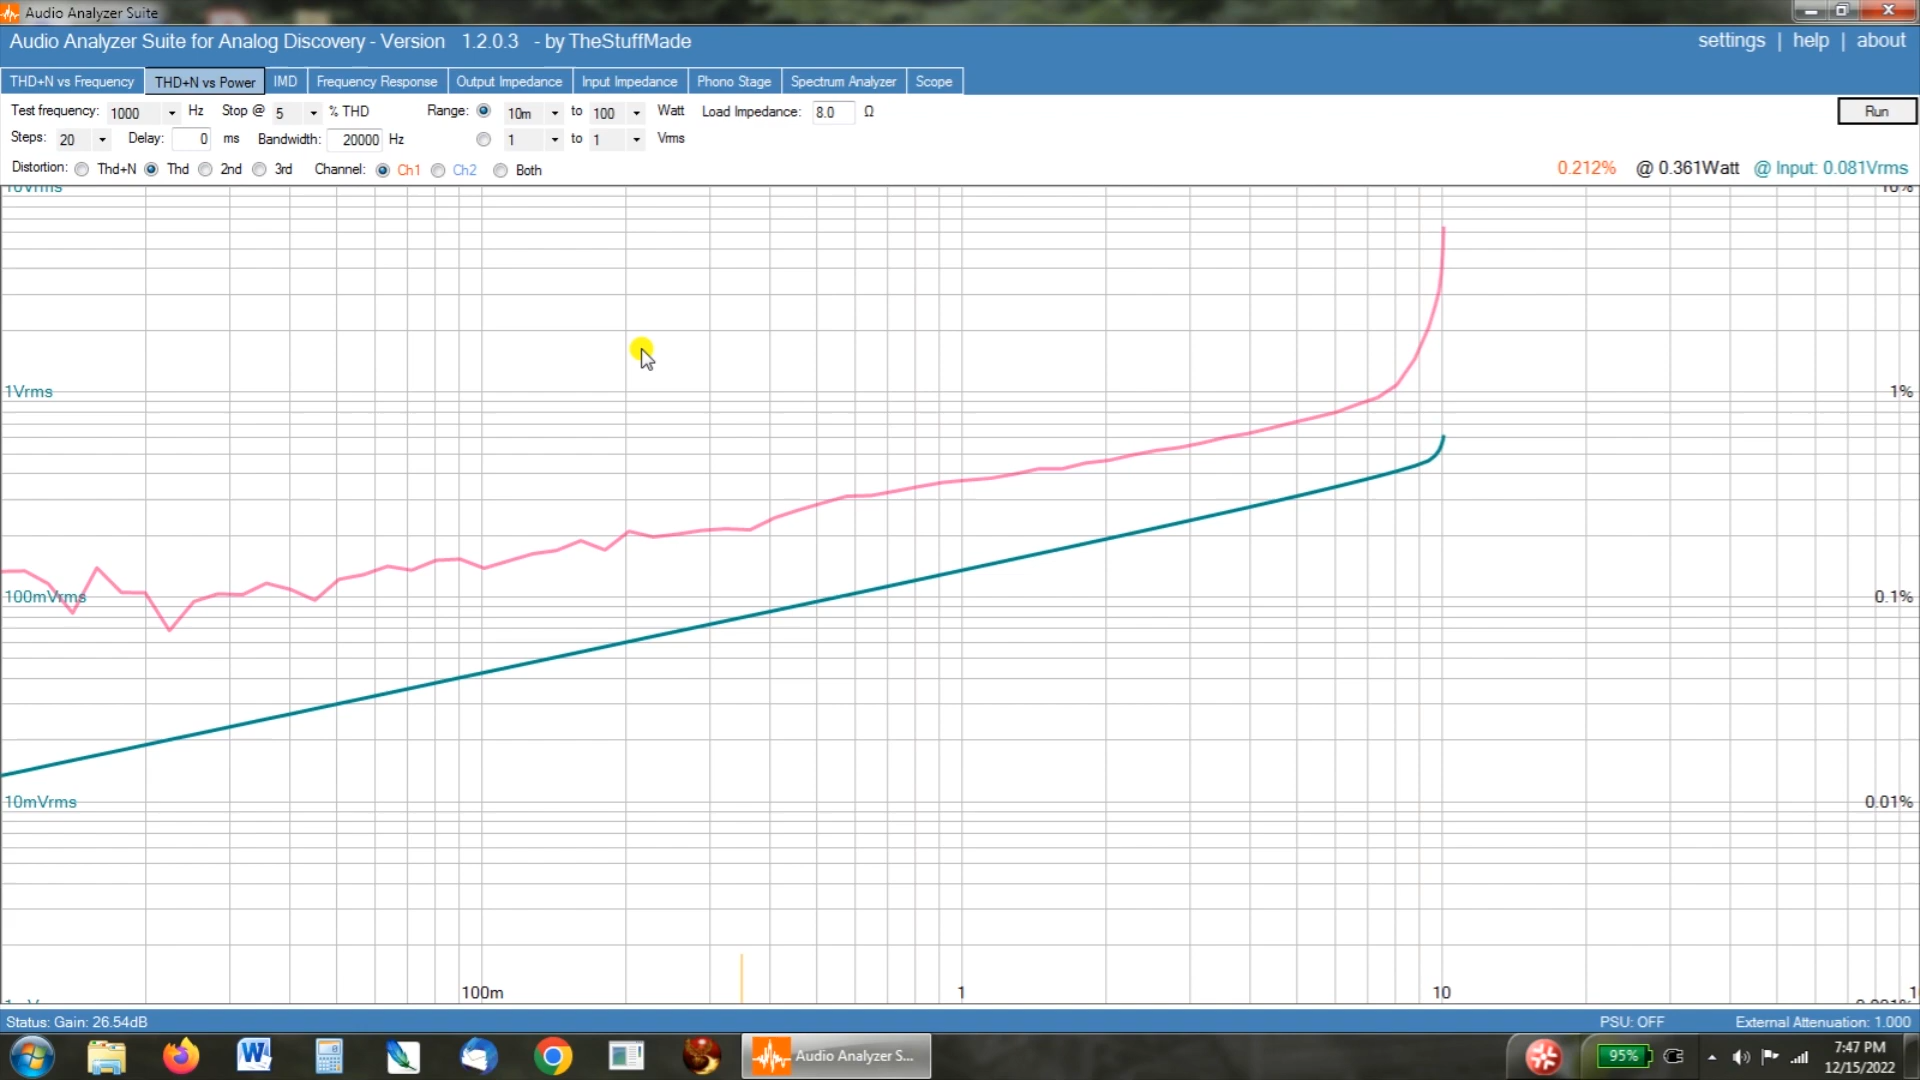 Audio Analyzer Suite
Audio Analyzer Suite for Analog Discovery - Version 1.2.0.3 - by TheStuffMade
settings | help | about
THD+N vs Frequency THD+N vs Power IMD Frequency Response Output Impedance Input Impedance Phono Stage Spectrum Analyzer Scope
Test frequency: 1000 Hz Stop @ 5 % THD Range: 10m to 100 Watt Load Impedance: 8.0 Ω Run
Steps: 20 Delay: 0 ms Bandwidth: 20000 Hz 1 to 1 Vrms
Distortion: Thd+N Thd 2nd 3rd Channel: Ch1 Ch2 Both 0.212% @ 0.361Watt @ Input: 0.081Vrms
10Vrms 10%
1Vrms 1%
100mVrms 0.1%
10mVrms 0.01%
100m 1 10
Status: Gain: 26.54dB PSU: OFF External Attenuation: 1.000
Audio Analyzer S... 95% 7:47 PM
12/15/2022